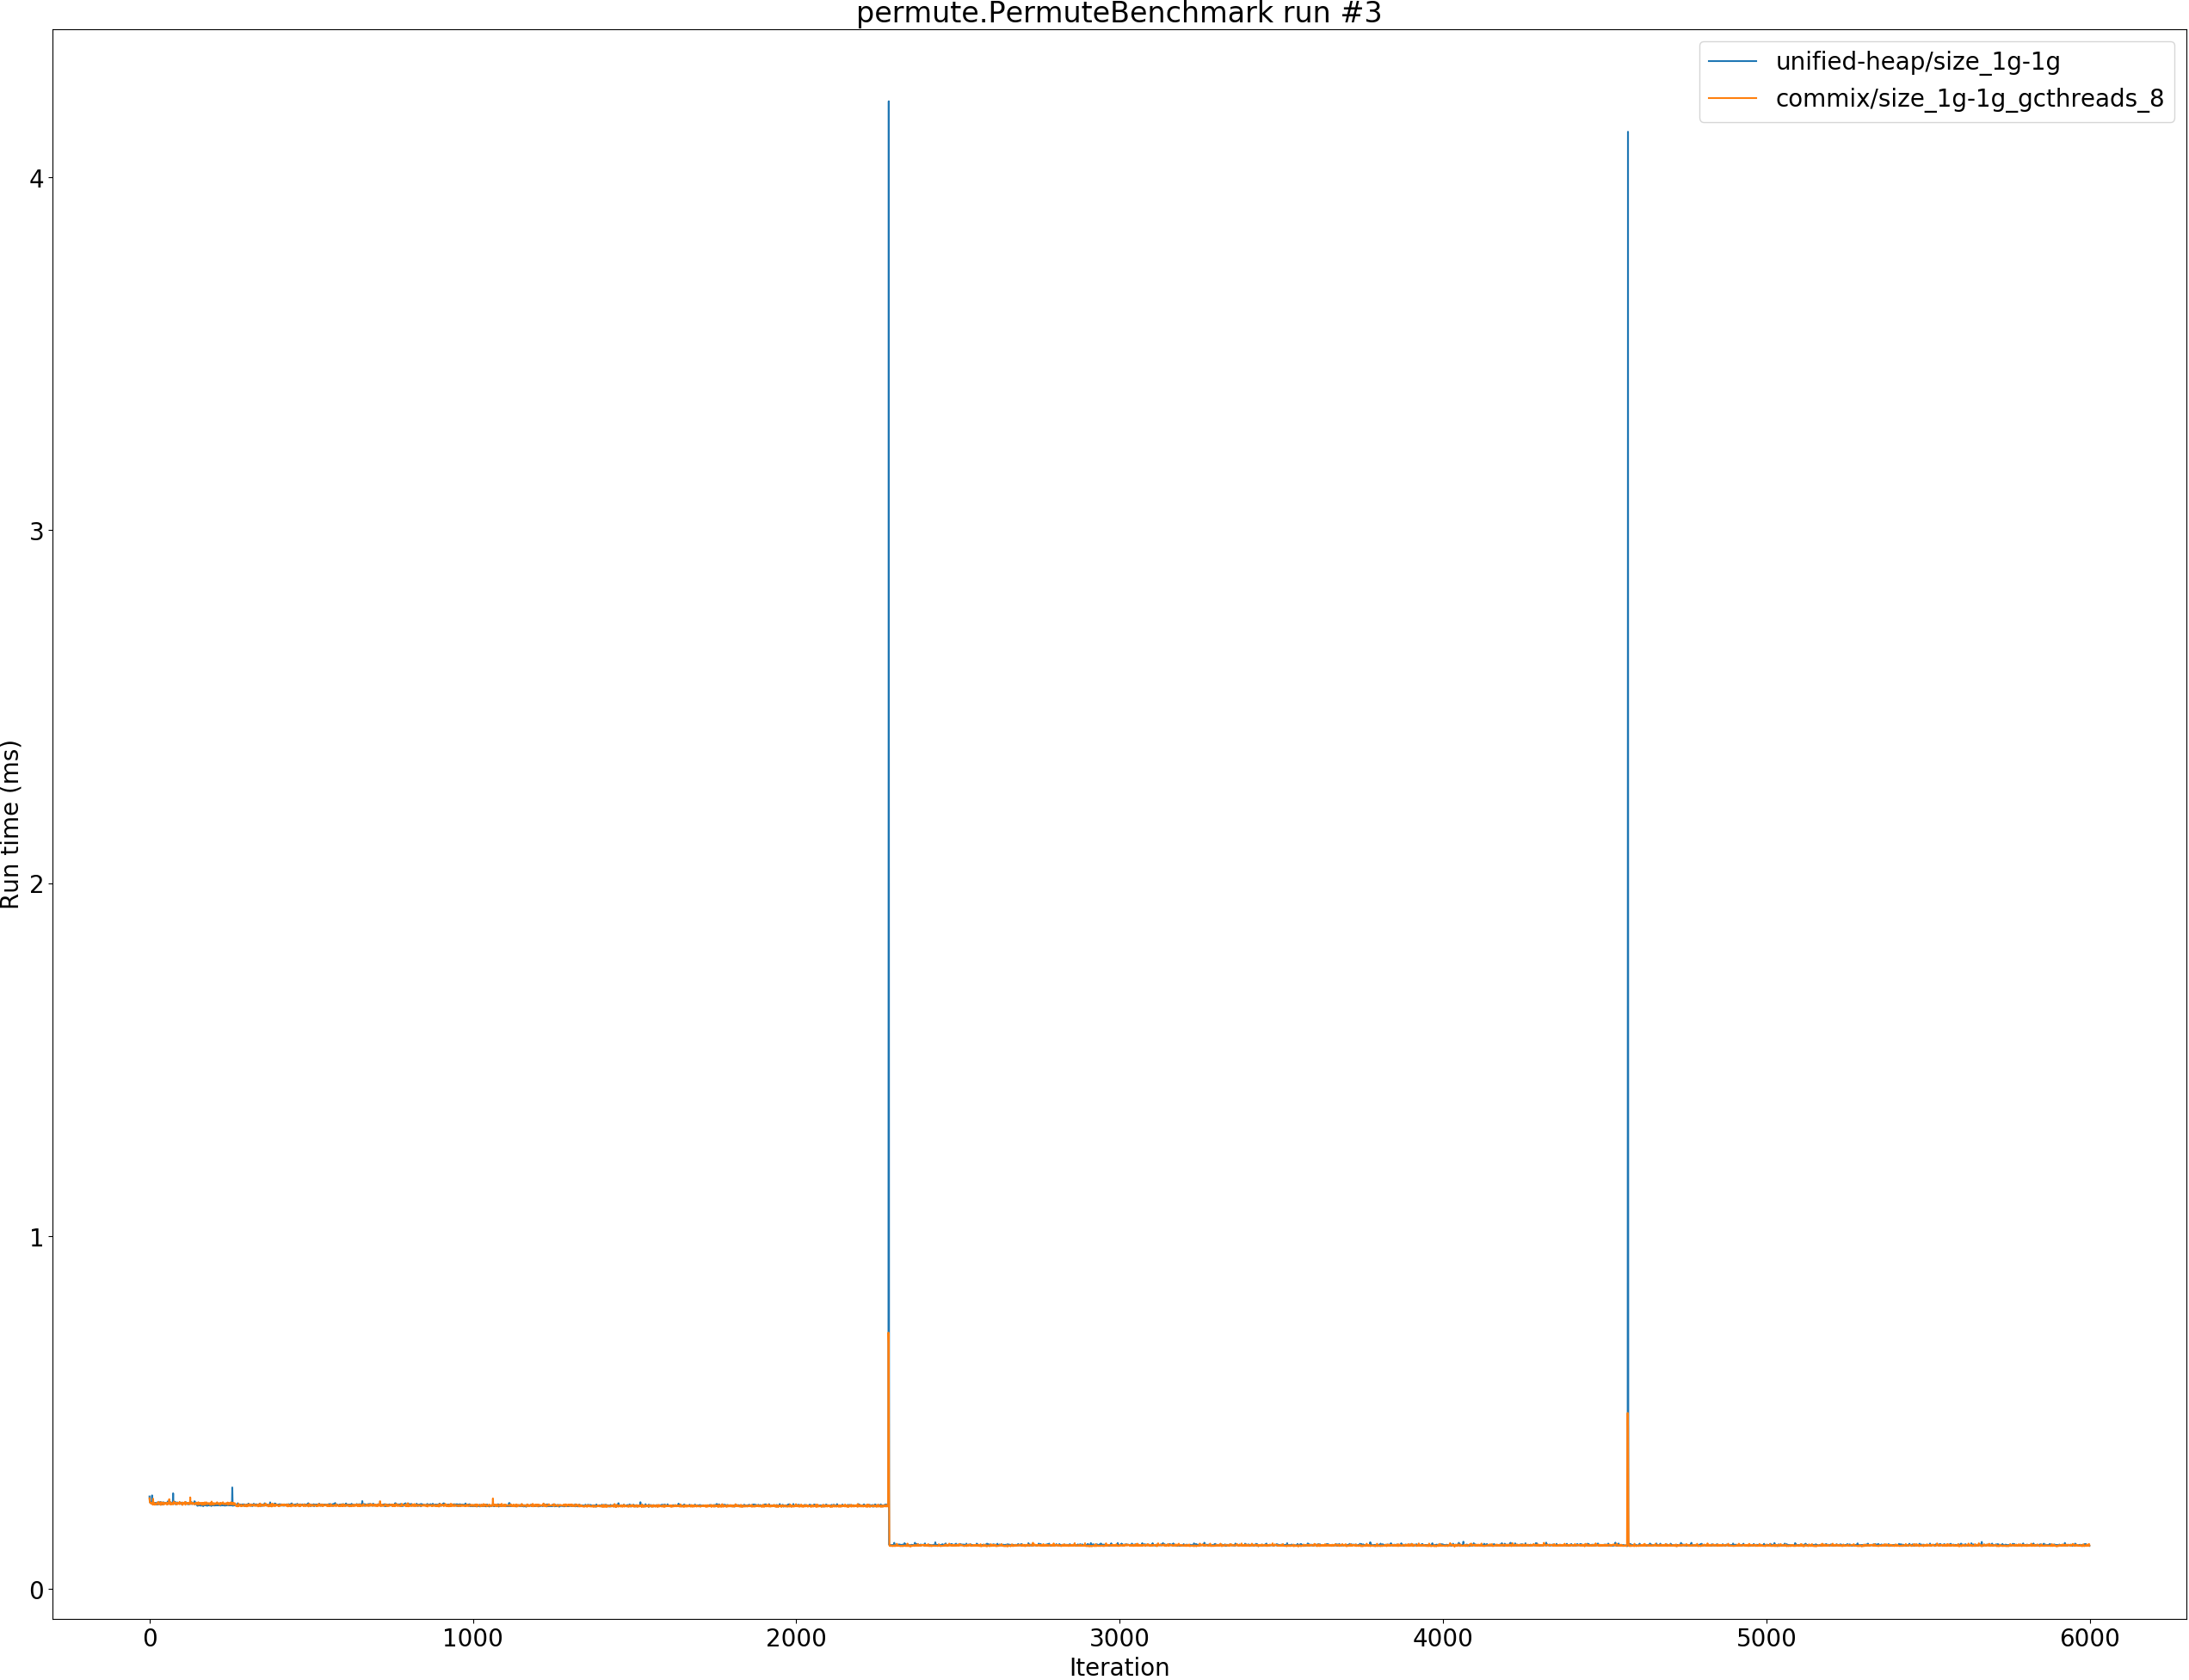 permute.PermuteBenchmark run #3
unified-heap/size_1g-1g
commix/size_1g-1g_gcthreads_8
Run time (ms)
4
3
2
1
0
0 1000 2000 3000 4000 5000 6000
Iteration